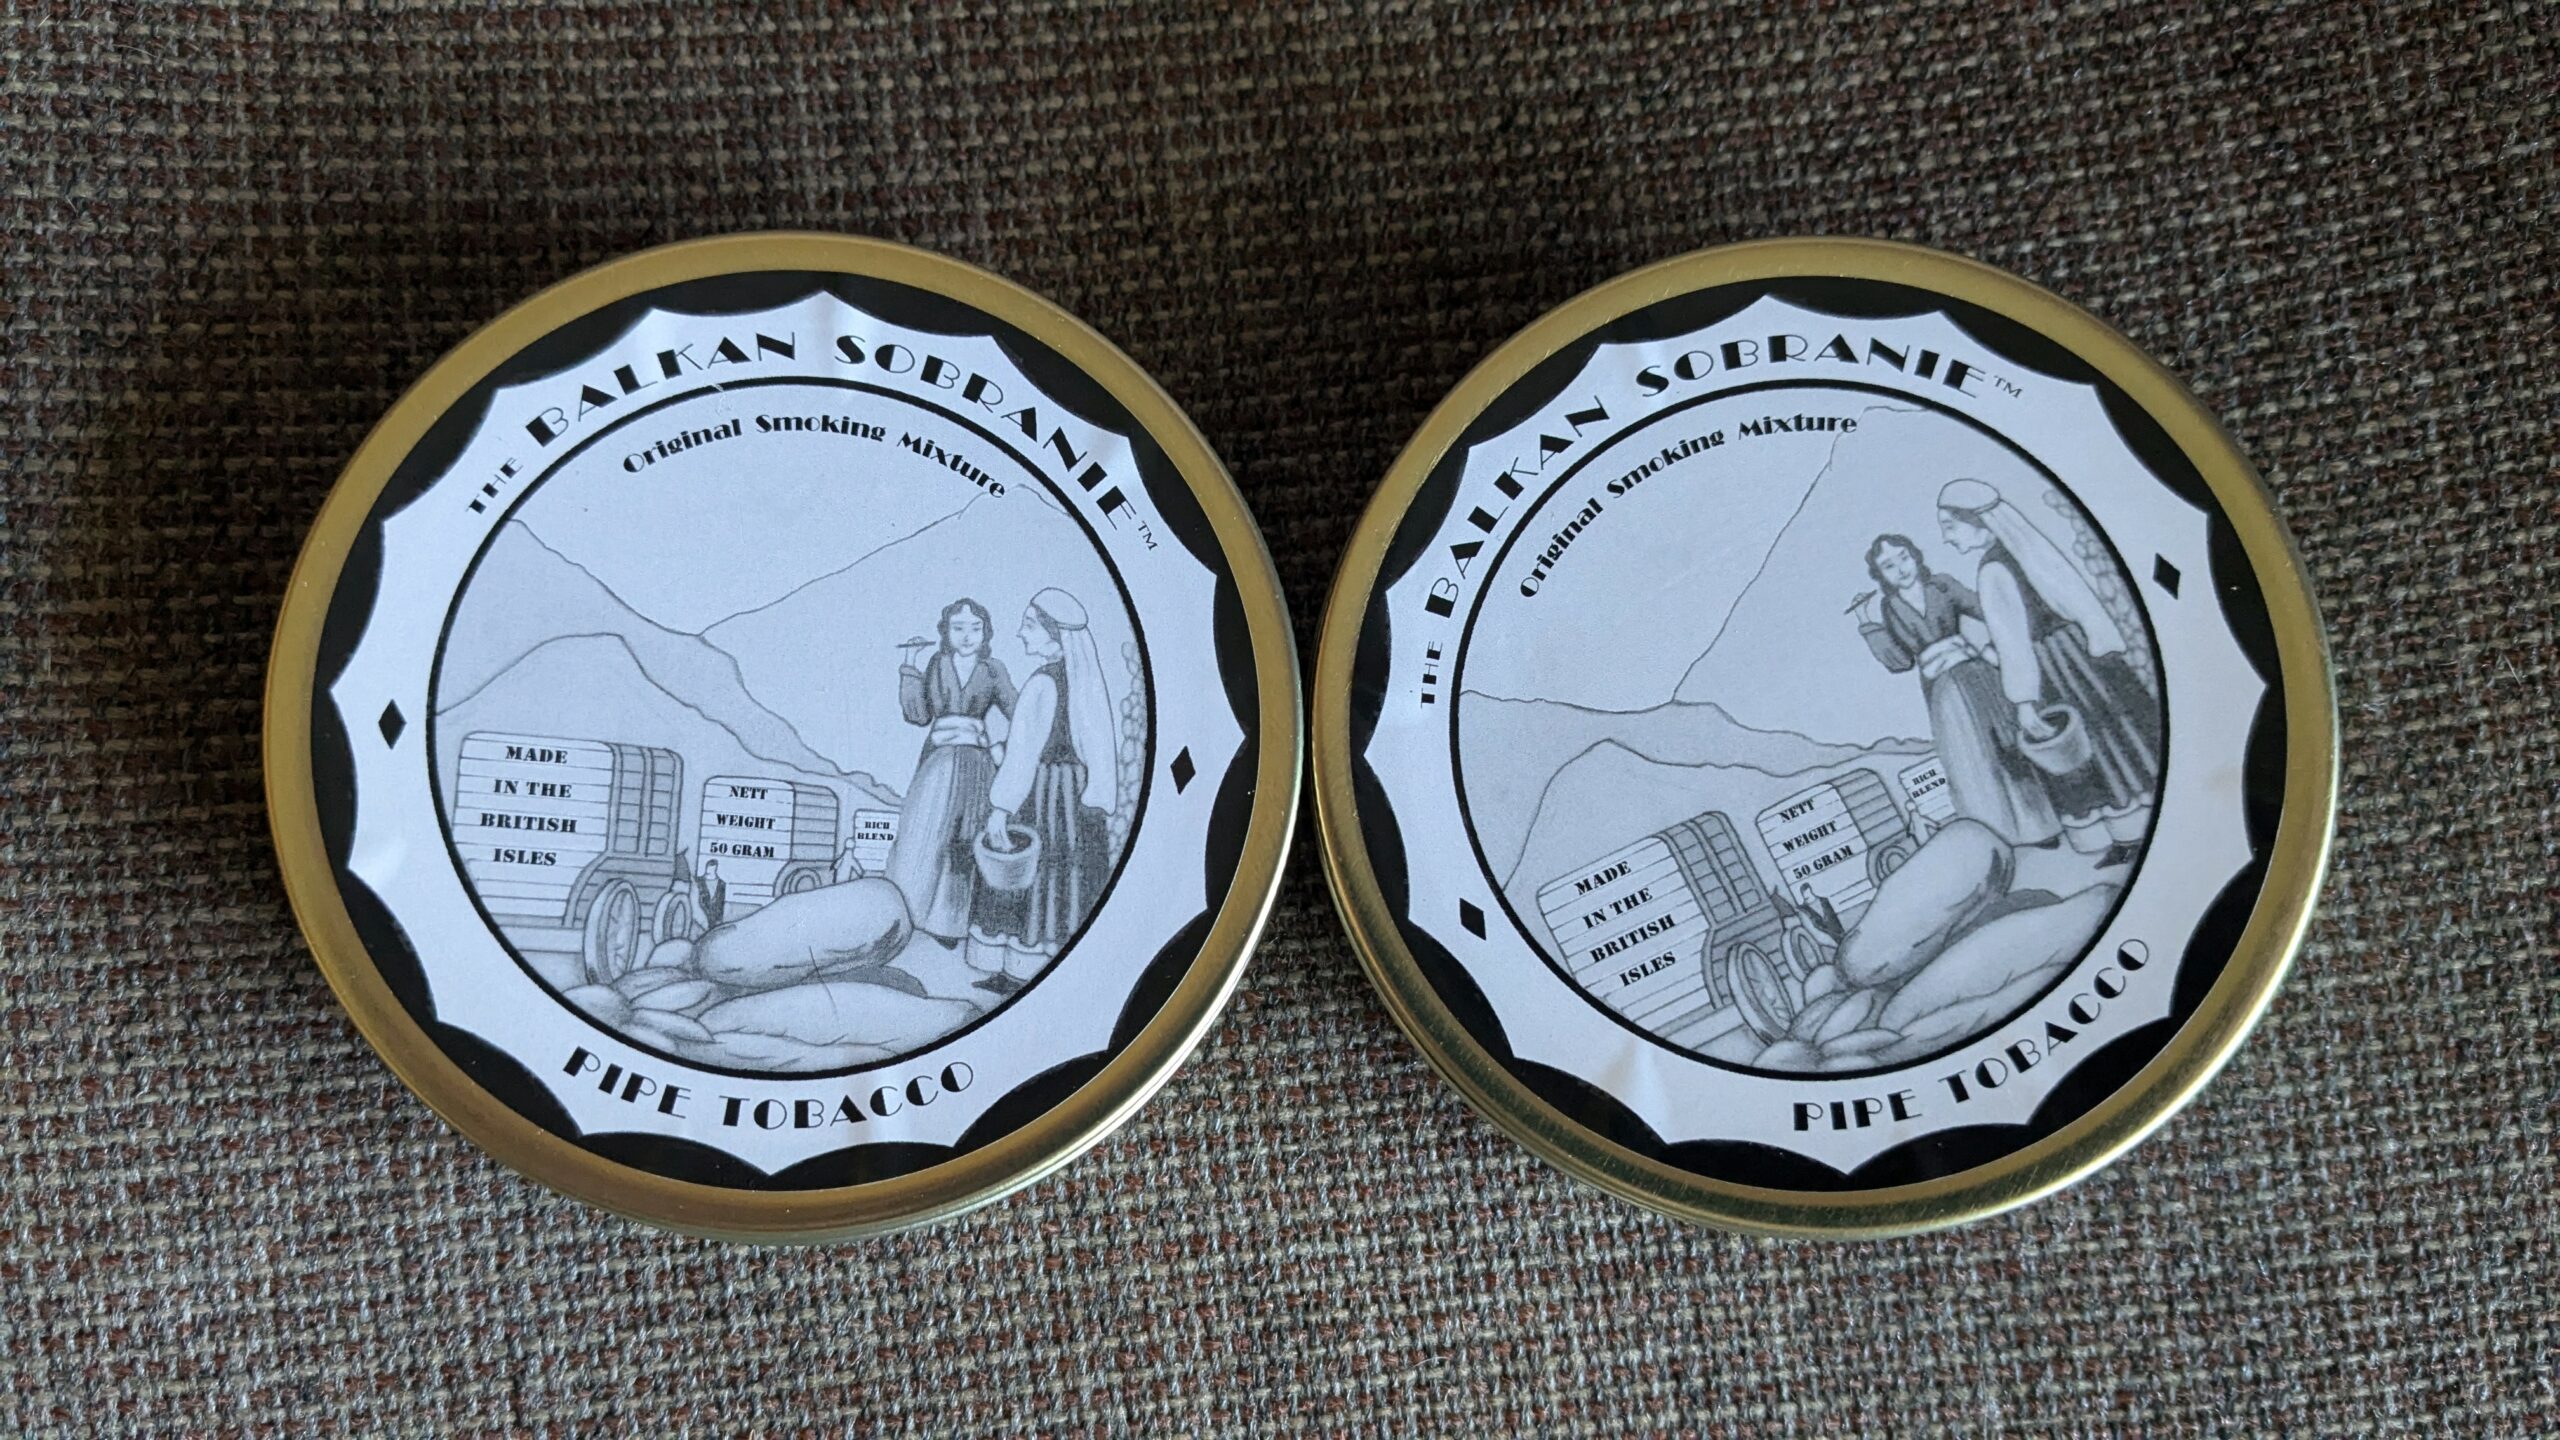 THE BALKAN SOBRANIE™
Original Smoking Mixture
MADE
IN THE
BRITISH
ISLES
NETT
WEIGHT
50 GRAM
RICH
BLEND
PIPE TOBACCO
THE BALKAN SOBRANIE™
Original Smoking Mixture
MADE
IN THE
BRITISH
ISLES
NETT
WEIGHT
50 GRAM
RICH
BLEND
PIPE TOBACCO